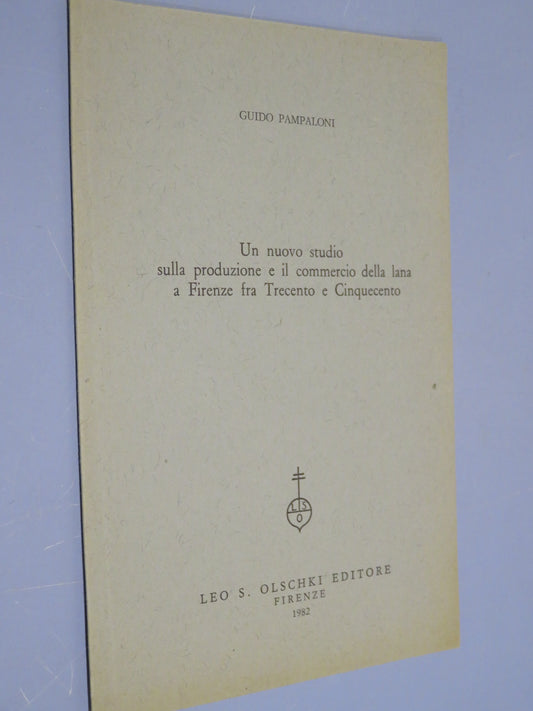 GUIDO PAMPALONI
Un nuovo studio
sulla produzione e il commercio della lana
a Firenze fra Trecento e Cinquecento
L S
O
LEO S. OLSCHKI EDITORE
FIRENZE
1982